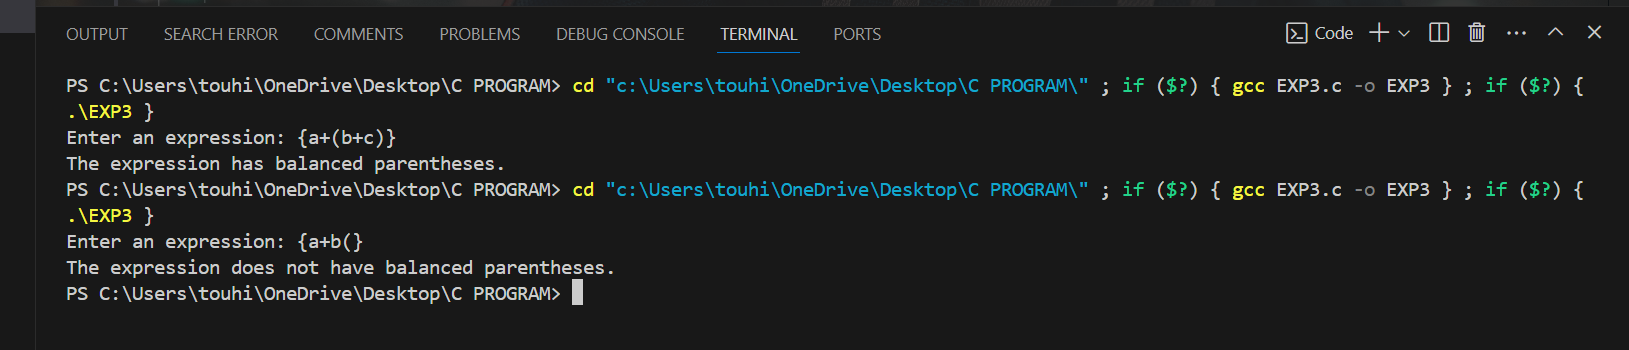 OUTPUT SEARCH ERROR COMMENTS PROBLEMS DEBUG CONSOLE TERMINAL PORTS Code
PS C:\Users\touhi\OneDrive\Desktop\C PROGRAM> cd "c:\Users\touhi\OneDrive\Desktop\C PROGRAM\" ; if ($?) { gcc EXP3.c -o EXP3 } ; if ($?) {
.\EXP3 }
Enter an expression: {a+(b+c)}
The expression has balanced parentheses.
PS C:\Users\touhi\OneDrive\Desktop\C PROGRAM> cd "c:\Users\touhi\OneDrive\Desktop\C PROGRAM\" ; if ($?) { gcc EXP3.c -o EXP3 } ; if ($?) {
.\EXP3 }
Enter an expression: {a+b(}
The expression does not have balanced parentheses.
PS C:\Users\touhi\OneDrive\Desktop\C PROGRAM>